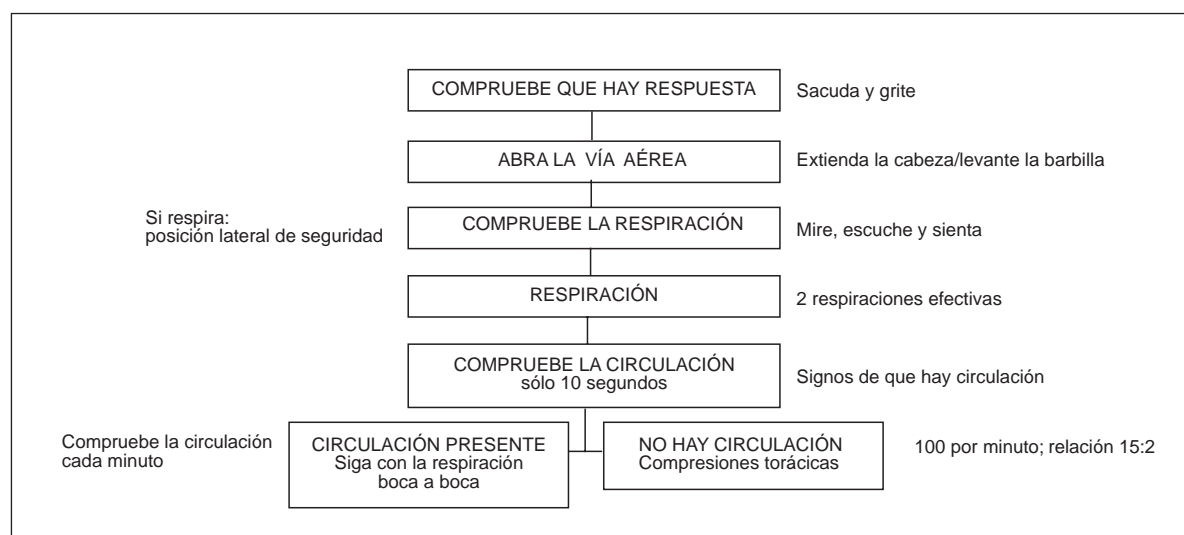 COMPRUEBE QUE HAY RESPUESTA
Sacuda y grite
ABRA LA VÍA AÉREA
Extienda la cabeza/levante la barbilla
Si respira:
posición lateral de seguridad
COMPRUEBE LA RESPIRACIÓN
Mire, escuche y sienta
RESPIRACIÓN
2 respiraciones efectivas
COMPRUEBE LA CIRCULACIÓN
sólo 10 segundos
Signos de que hay circulación
Compruebe la circulación
cada minuto
CIRCULACIÓN PRESENTE
Siga con la respiración
boca a boca
NO HAY CIRCULACIÓN
Compresiones torácicas
100 por minuto; relación 15:2